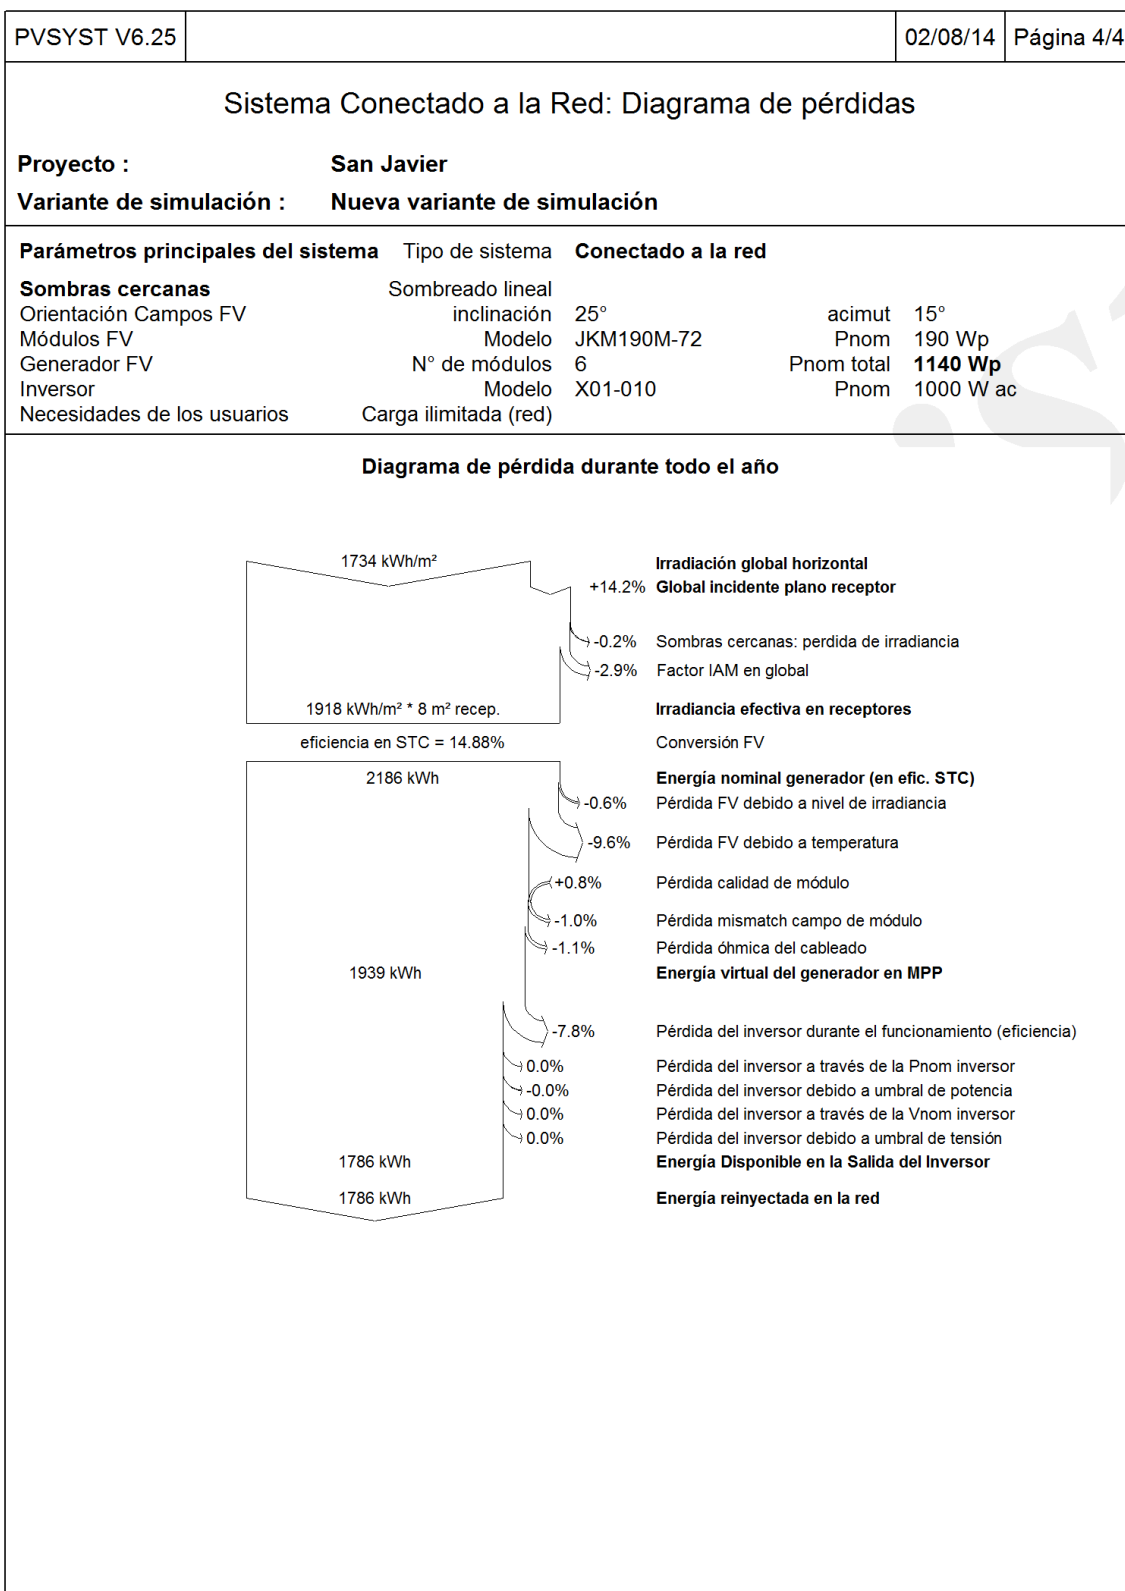 PVSYST V6.25 02/08/14 Página 4/4
Sistema Conectado a la Red: Diagrama de pérdidas
Proyecto : San Javier
Variante de simulación : Nueva variante de simulación
Parámetros principales del sistema Tipo de sistema Conectado a la red
Sombras cercanas Sombreado lineal
Orientación Campos FV inclinación 25° acimut 15°
Módulos FV Modelo JKM190M-72 Pnom 190 Wp
Generador FV N° de módulos 6 Pnom total 1140 Wp
Inversor Modelo X01-010 Pnom 1000 W ac
Necesidades de los usuarios Carga ilimitada (red)
Diagrama de pérdida durante todo el año
1734 kWh/m² Irradiación global horizontal
+14.2% Global incidente plano receptor
-0.2% Sombras cercanas: perdida de irradiancia
-2.9% Factor IAM en global
1918 kWh/m² * 8 m² recep. Irradiancia efectiva en receptores
eficiencia en STC = 14.88% Conversión FV
2186 kWh Energía nominal generador (en efic. STC)
-0.6% Pérdida FV debido a nivel de irradiancia
-9.6% Pérdida FV debido a temperatura
+0.8% Pérdida calidad de módulo
-1.0% Pérdida mismatch campo de módulo
-1.1% Pérdida óhmica del cableado
1939 kWh Energía virtual del generador en MPP
-7.8% Pérdida del inversor durante el funcionamiento (eficiencia)
0.0% Pérdida del inversor a través de la Pnom inversor
-0.0% Pérdida del inversor debido a umbral de potencia
0.0% Pérdida del inversor a través de la Vnom inversor
0.0% Pérdida del inversor debido a umbral de tensión
1786 kWh Energía Disponible en la Salida del Inversor
1786 kWh Energía reinyectada en la red